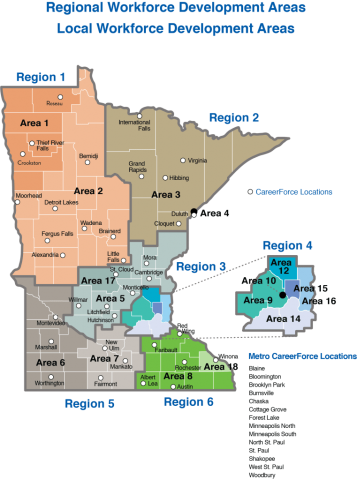 Regional Workforce Development Areas
Local Workforce Development Areas
Region 1
Roseau
Region 2
International
Falls
Area 1
Thief River
Falls
Crookston
Bemidji
Virginia
Grand
Rapids
Hibbing
Area 2
Area 3
CareerForce Locations
Moorhead
Detroit Lakes
Duluth
Area 4
Cloquet
Wadena
Brainerd
Fergus Falls
Alexandria
Little
Falls
Mora
Region 3
Region 4
St. Cloud
Area 17
Cambridge
Area
12
Monticello
Area 10
Area 15
Willmar
Area 5
Area 9
Area 16
Litchfield
Hutchinson
Area 14
Montevideo
Red
Wing
Marshall
New
Ulm
Faribault
Area 6
Area 7
Mankato
Winona
Rochester
Area 18
Worthington
Fairmont
Albert
Lea
Area 8
Austin
Region 5
Region 6
Metro CareerForce Locations
Blaine
Bloomington
Brooklyn Park
Burnsville
Chaska
Cottage Grove
Forest Lake
Minneapolis North
Minneapolis South
North St. Paul
St. Paul
Shakopee
West St. Paul
Woodbury